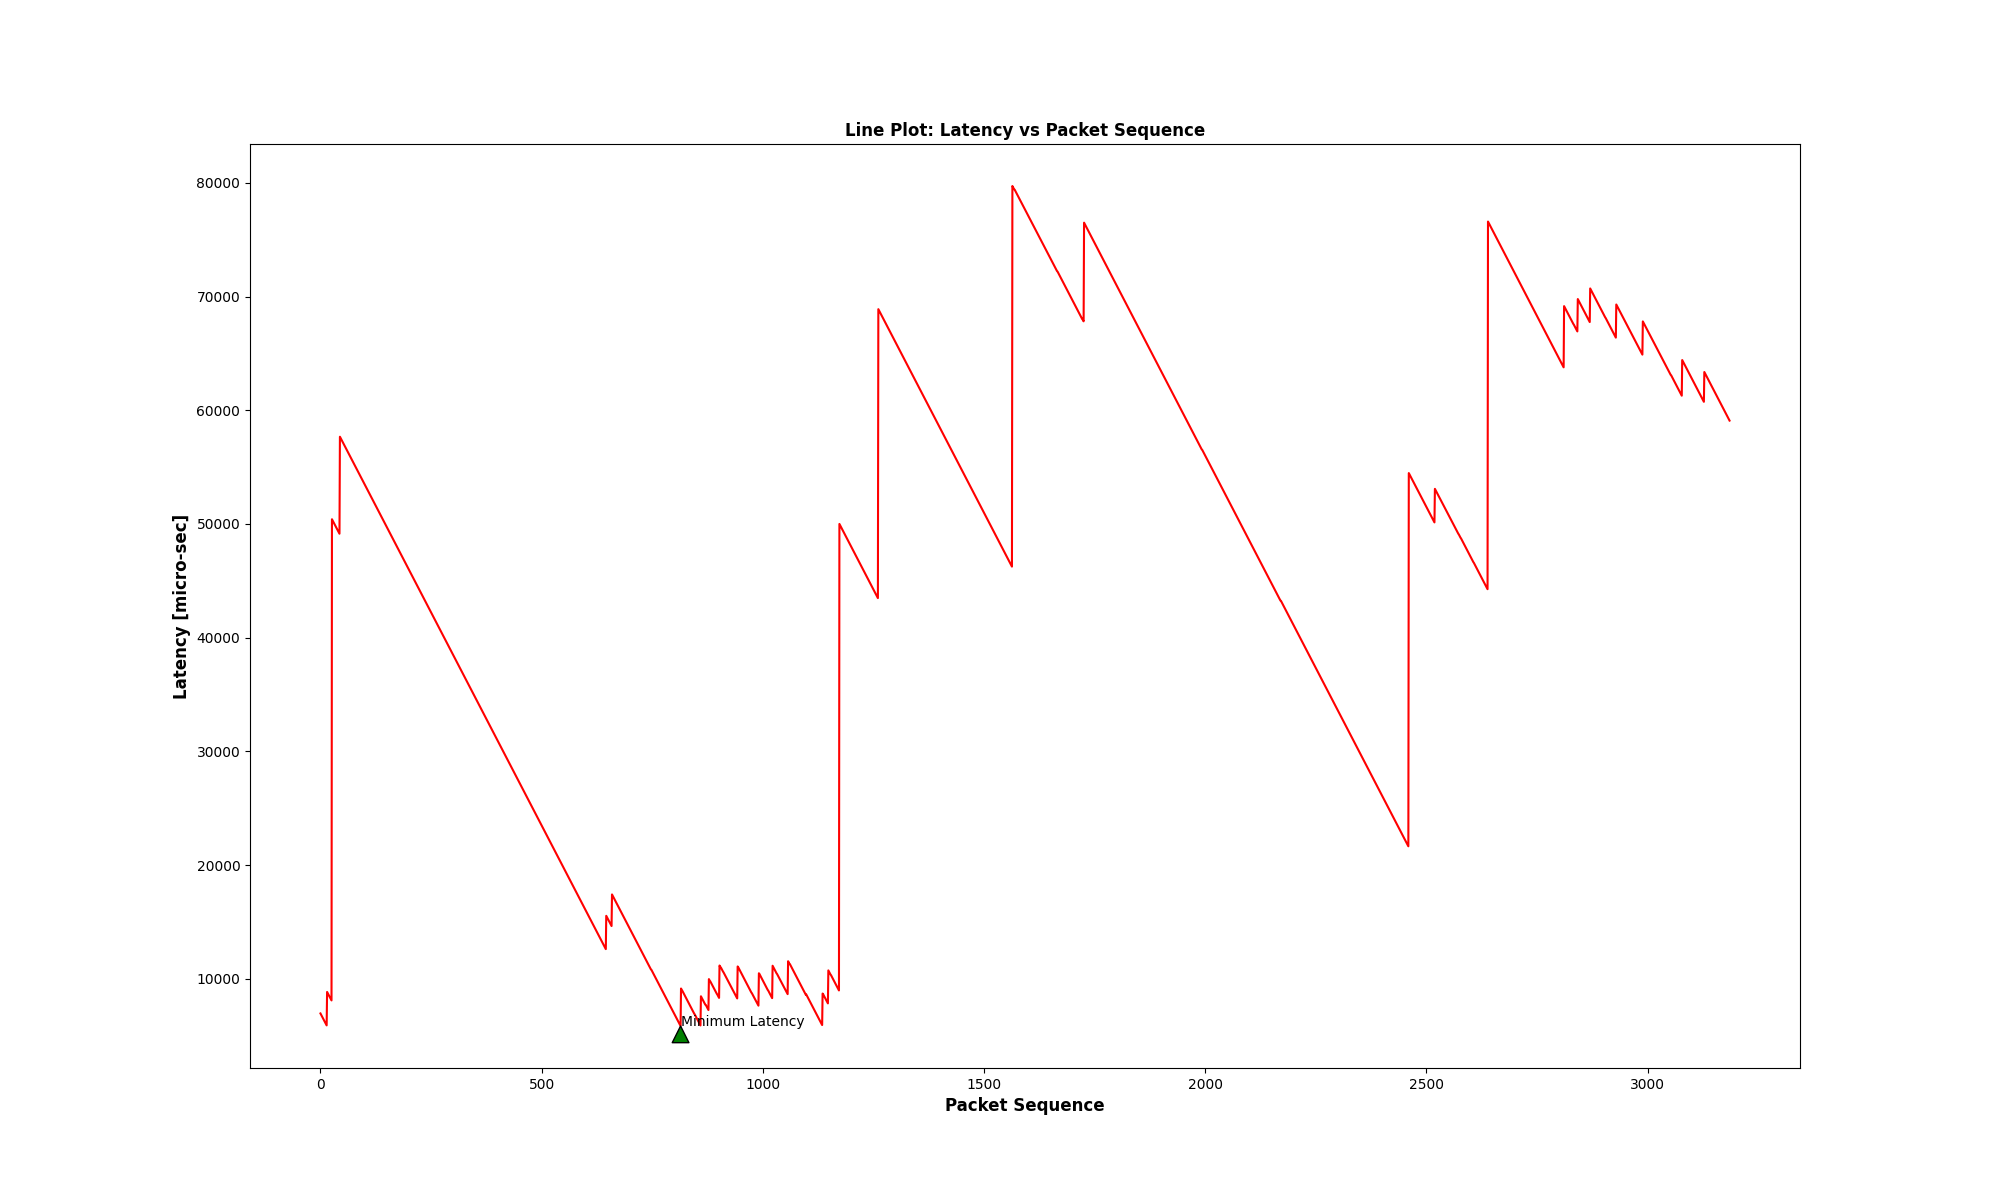 Line Plot: Latency vs Packet Sequence
80000
70000
60000
50000
40000
30000
20000
10000
Latency [micro-sec]
Minimum Latency
0 500 1000 1500 2000 2500 3000
Packet Sequence